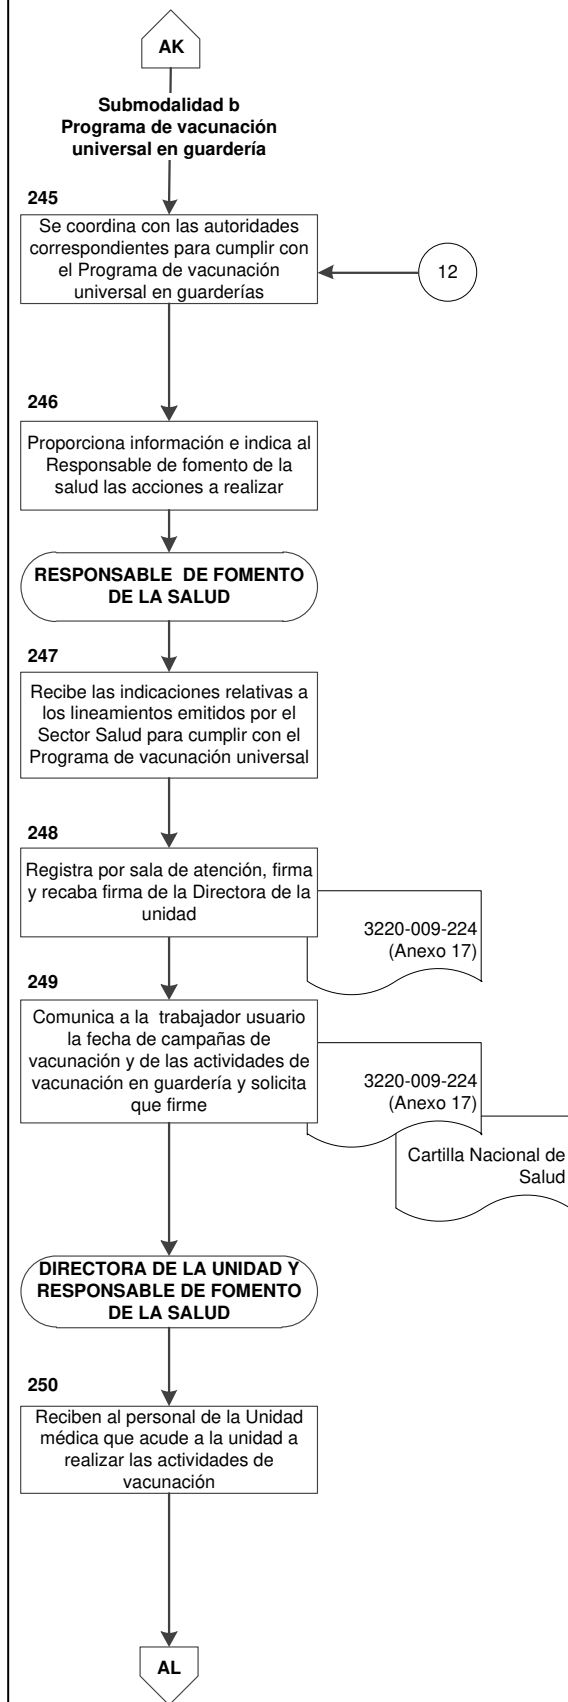 AK
Submodalidad b
Programa de vacunación
universal en guardería
245
Se coordina con las autoridades
correspondientes para cumplir con
el Programa de vacunación
universal en guarderías
12
246
Proporciona información e indica al
Responsable de fomento de la
salud las acciones a realizar
RESPONSABLE DE FOMENTO
DE LA SALUD
247
Recibe las indicaciones relativas a
los lineamientos emitidos por el
Sector Salud para cumplir con el
Programa de vacunación universal
248
Registra por sala de atención, firma
y recaba firma de la Directora de la
unidad
3220-009-224
(Anexo 17)
249
Comunica a la trabajador usuario
la fecha de campañas de
vacunación y de las actividades de
vacunación en guardería y solicita
que firme
3220-009-224
(Anexo 17)
Cartilla Nacional de
Salud
DIRECTORA DE LA UNIDAD Y
RESPONSABLE DE FOMENTO
DE LA SALUD
250
Reciben al personal de la Unidad
médica que acude a la unidad a
realizar las actividades de
vacunación
AL